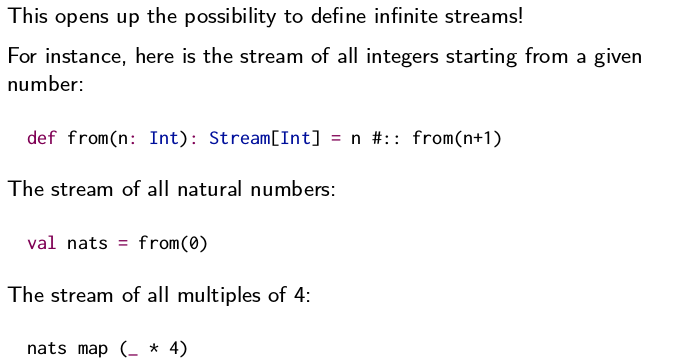 This opens up the possibility to define infinite streams!
For instance, here is the stream of all integers starting from a given
number:
def from(n: Int): Stream[Int] = n #:: from(n+1)
The stream of all natural numbers:
val nats = from(0)
The stream of all multiples of 4:
nats map (_ * 4)